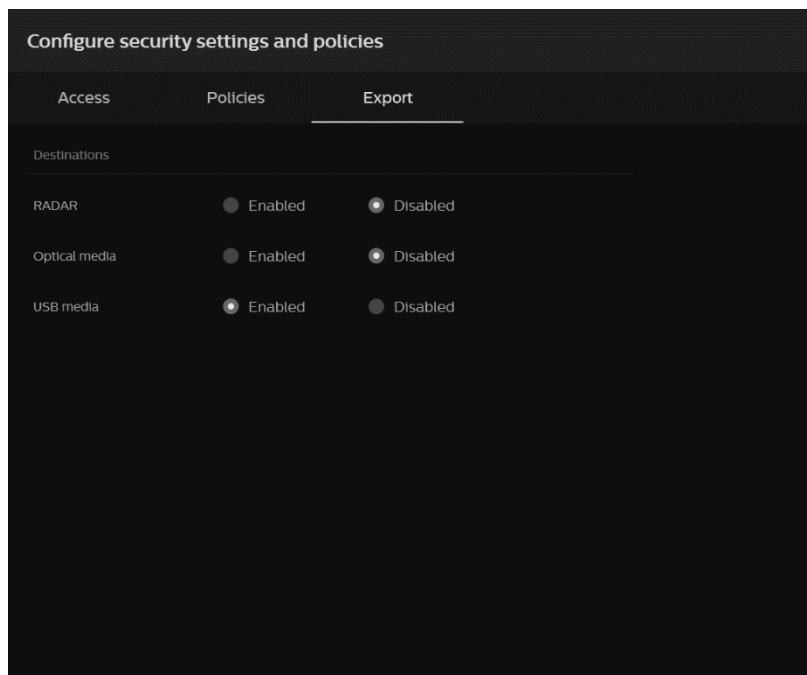 Configure security settings and policies
Access Policies Export
Destinations
RADAR Enabled Disabled
Optical media Enabled Disabled
USB media Enabled Disabled